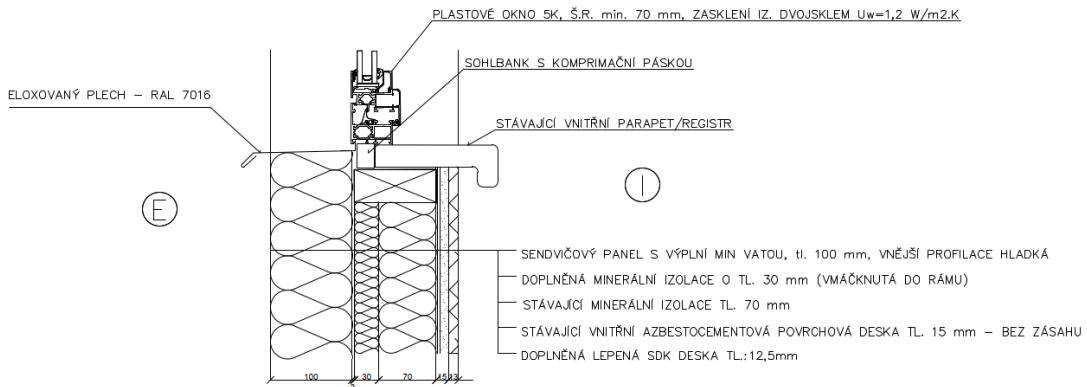 PLASTOVÉ OKNO 5K, Š.R. min. 70 mm, ZASKLENÍ IZ. DVOJSKLEM Uw=1,2 W/m2.K
SOHLBANK S KOMPRIMAČNÍ PÁSKOU
ELOXOVANÝ PLECH – RAL 7016
STÁVAJÍCÍ VNITŘNÍ PARAPET/REGISTR
E
I
SENDVIČOVÝ PANEL S VÝPLNÍ MIN VATOU, tl. 100 mm, VNĚJŠÍ PROFILACE HLADKÁ
DOPLNĚNÁ MINERÁLNÍ IZOLACE O TL. 30 mm (VMÁČKNUTÁ DO RÁMU)
STÁVAJÍCÍ MINERÁLNÍ IZOLACE TL. 70 mm
STÁVAJÍCÍ VNITŘNÍ AZBESTOCEMENTOVÁ POVRCHOVÁ DESKA TL. 15 mm – BEZ ZÁSAHU
DOPLNĚNÁ LEPENÁ SDK DESKA TL.:12,5mm
100 30 70 15 13